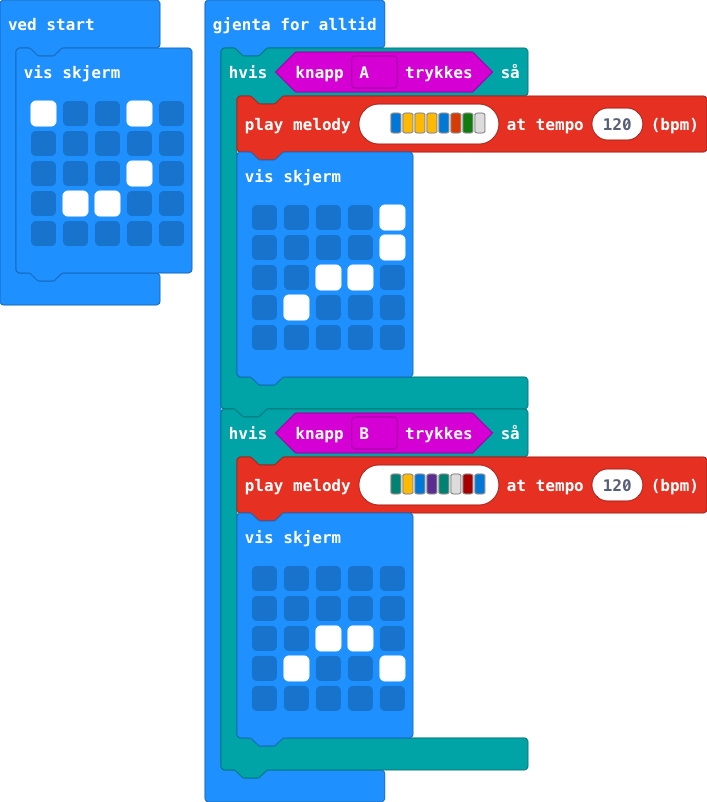 ved start
vis skjerm
gjenta for alltid
hvis knapp A trykkes så
play melody at tempo 120 (bpm)
vis skjerm
hvis knapp B trykkes så
play melody at tempo 120 (bpm)
vis skjerm